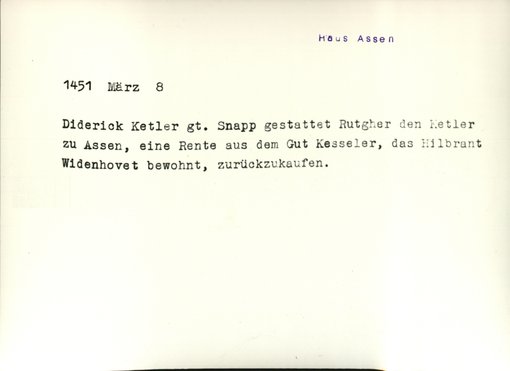 Haus Assen
1451 März 8
Diderick Ketler gt. Snapp gestattet Rutgher den Ketler
zu Assen, eine Rente aus dem Gut Kesseler, das Hilbrant
Widenhovet bewohnt, zurückzukaufen.